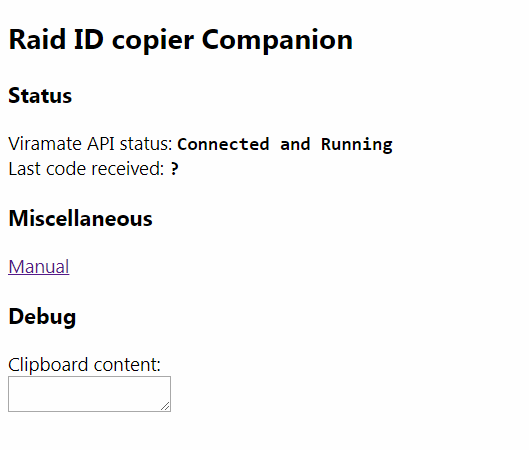 Raid ID copier Companion
Status
Viramate API status: Connected and Running
Last code received: ?
Miscellaneous
Manual
Debug
Clipboard content: